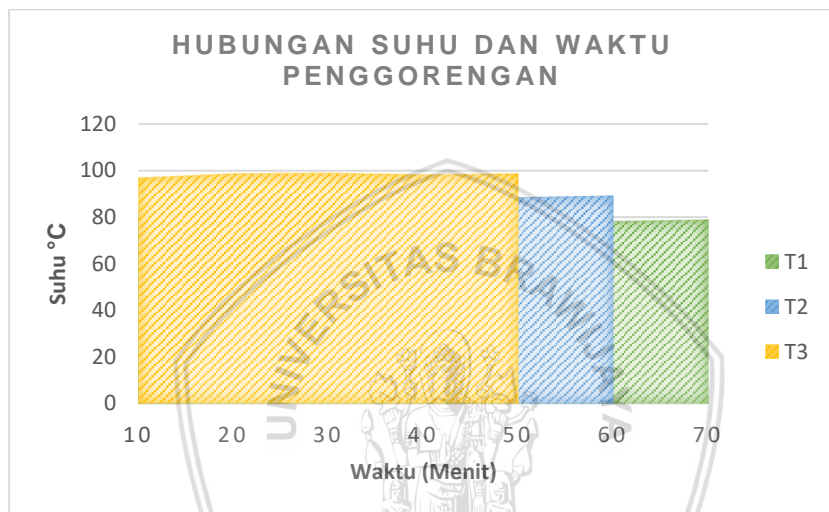 HUBUNGAN SUHU DAN WAKTU
PENGGORENGAN
120
100
80
60
40
20
0
Suhu °C
10 20 30 40 50 60 70
Waktu (Menit)
T1
T2
T3
UNIVERSITAS BRAWIJAYA